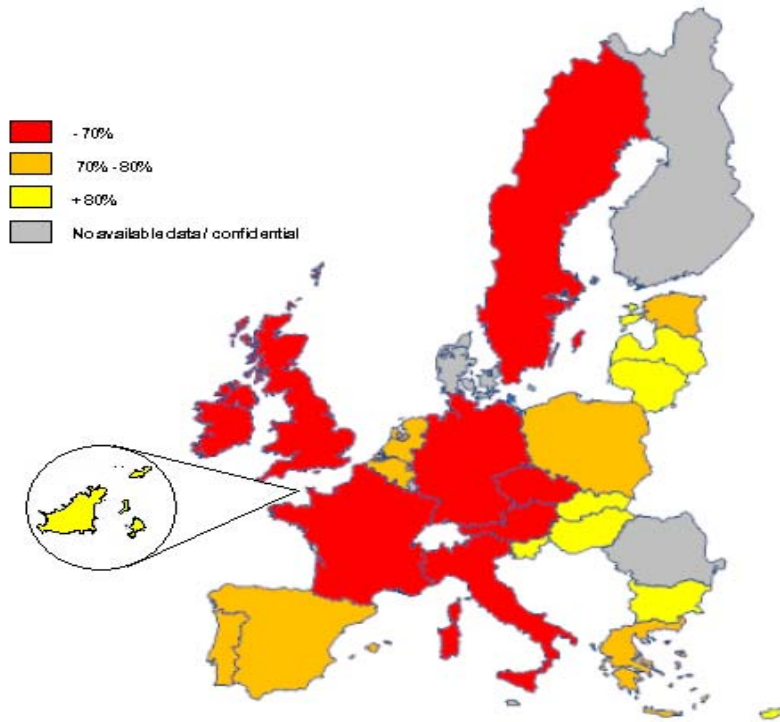 - 70%
70% - 80%
+ 80%
No available data / confidential